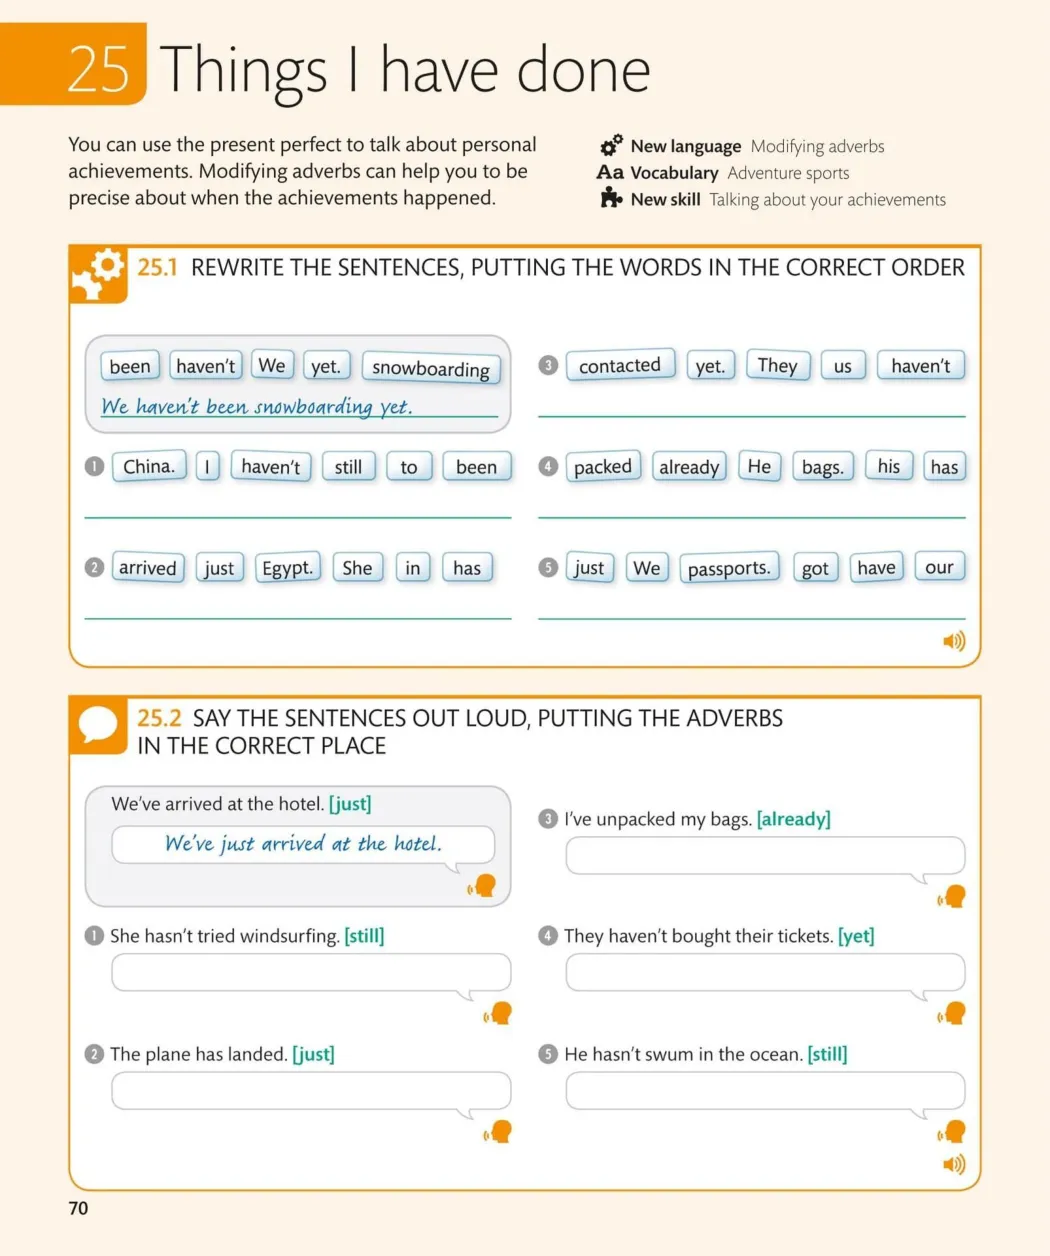 25 Things I have done
You can use the present perfect to talk about personal
achievements. Modifying adverbs can help you to be
precise about when the achievements happened.
New language Modifying adverbs
Aa Vocabulary Adventure sports
New skill Talking about your achievements
25.1 REWRITE THE SENTENCES, PUTTING THE WORDS IN THE CORRECT ORDER
been haven't We yet. snowboarding
We haven't been snowboarding yet.
1 China. I haven't still to been
2 arrived just Egypt. She in has
3 contacted yet. They us haven't
4 packed already He bags. his has
5 just We passports. got have our
25.2 SAY THE SENTENCES OUT LOUD, PUTTING THE ADVERBS
IN THE CORRECT PLACE
We've arrived at the hotel. [just]
We've just arrived at the hotel.
1 She hasn't tried windsurfing. [still]
2 The plane has landed. [just]
3 I've unpacked my bags. [already]
4 They haven't bought their tickets. [yet]
5 He hasn't swum in the ocean. [still]
70